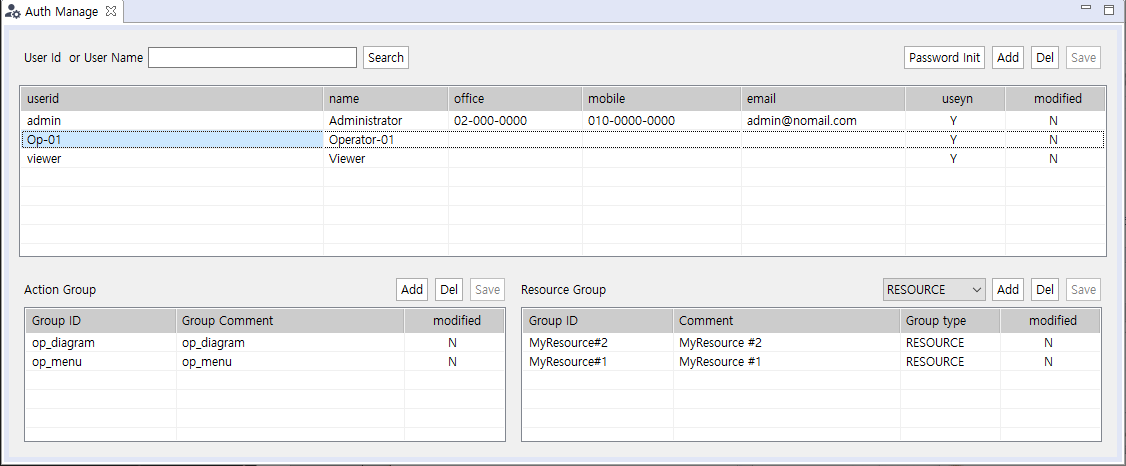 Auth Manage
User Id or User Name Search Password Init Add Del Save
userid name office mobile email useyn modified
admin Administrator 02-000-0000 010-0000-0000 admin@nomail.com Y N
Op-01 Operator-01 Y N
viewer Viewer Y N
Action Group Add Del Save
Group ID Group Comment modified
op_diagram op_diagram N
op_menu op_menu N
Resource Group RESOURCE Add Del Save
Group ID Comment Group type modified
MyResource#2 MyResource #2 RESOURCE N
MyResource#1 MyResource #1 RESOURCE N